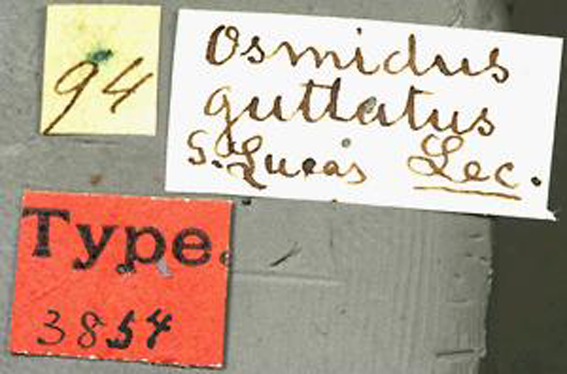 94
Osmidus
guttatus
S. Lucas Lec.
Type.
3854